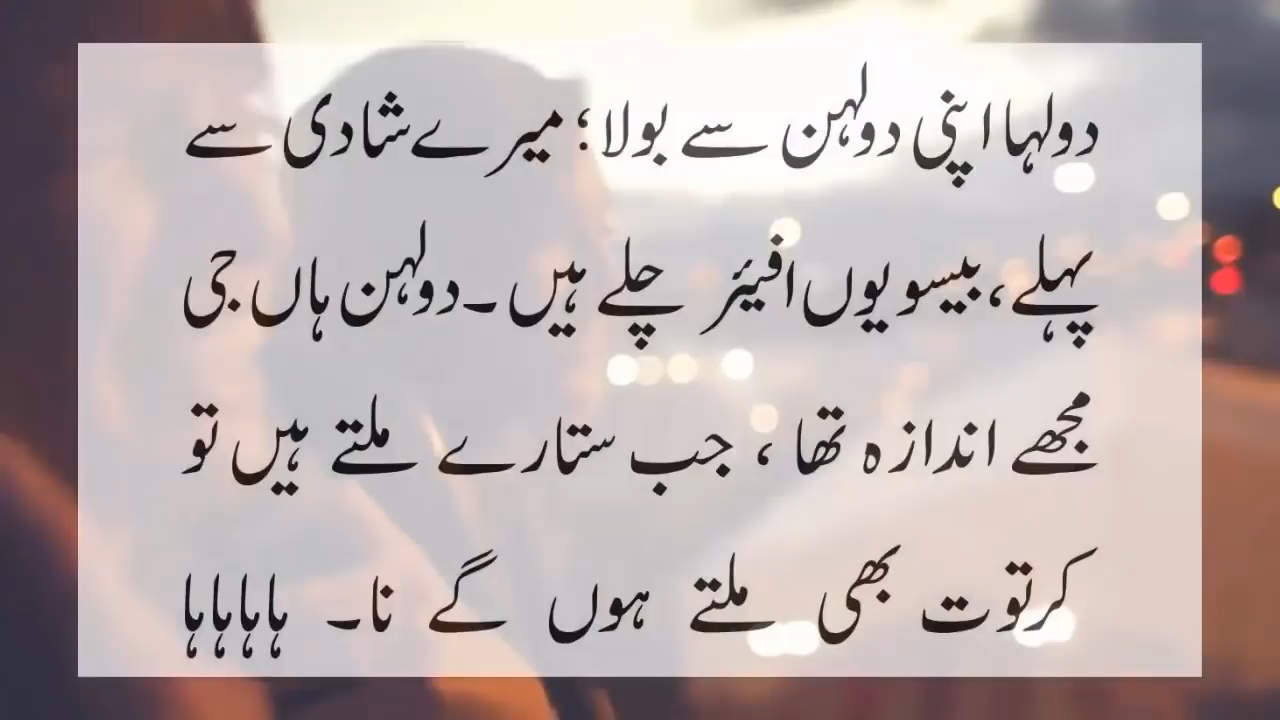 دولہا اپنی دولہن سے بولا؛ میرے شادی سے
پہلے، بیسویوں افیئر چلے ہیں۔ دولہن ہاں جی
مجھے اندازہ تھا ، جب ستارے ملتے ہیں تو
کرتوت بھی ملتے ہوں گے نا۔ ہاہاہاہا